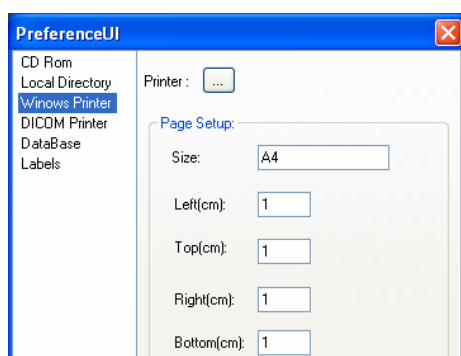 PreferenceUI
CD Rom
Local Directory
Winows Printer
DICOM Printer
DataBase
Labels
Printer : ...
Page Setup:
Size: A4
Left(cm): 1
Top(cm): 1
Right(cm): 1
Bottom(cm): 1